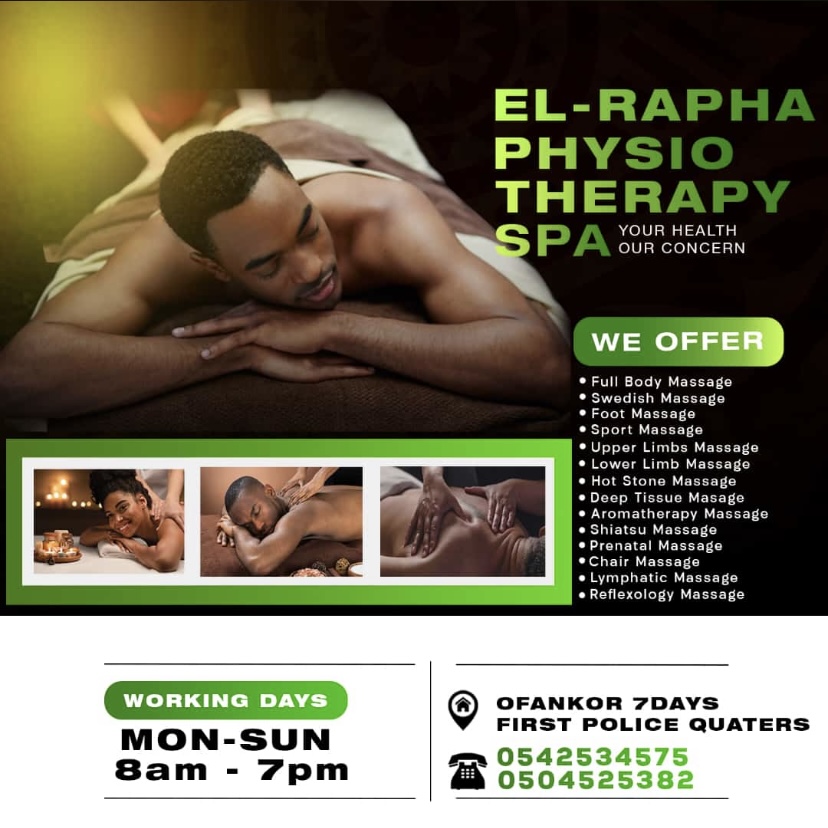 EL-RAPHA
PHYSIO
THERAPY
SPA
YOUR HEALTH
OUR CONCERN
WE OFFER
• Full Body Massage
• Swedish Massage
• Foot Massage
• Sport Massage
• Upper Limbs Massage
• Lower Limb Massage
• Hot Stone Massage
• Deep Tissue Masage
• Aromatherapy Massage
• Shiatsu Massage
• Prenatal Massage
• Chair Massage
• Lymphatic Massage
• Reflexology Massage
WORKING DAYS
MON-SUN
8am - 7pm
OFANKOR 7DAYS
FIRST POLICE QUATERS
0542534575
0504525382